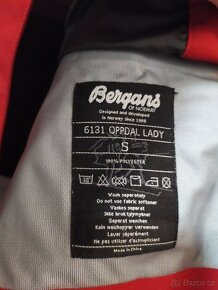 Bergans
OF NORWAY
Designed and developed
in Norway since 1908
6131 OPPDAL LADY
S
100% POLYESTER
Wash separately
Do not use fabric softener
Vaskes separat
Ikke bruk tøymykner
Separat waschen
Kein weichspüler verwenden
Laver séparément
Ne pas utiliser d'assouplissant
Made in China
bazos.cz